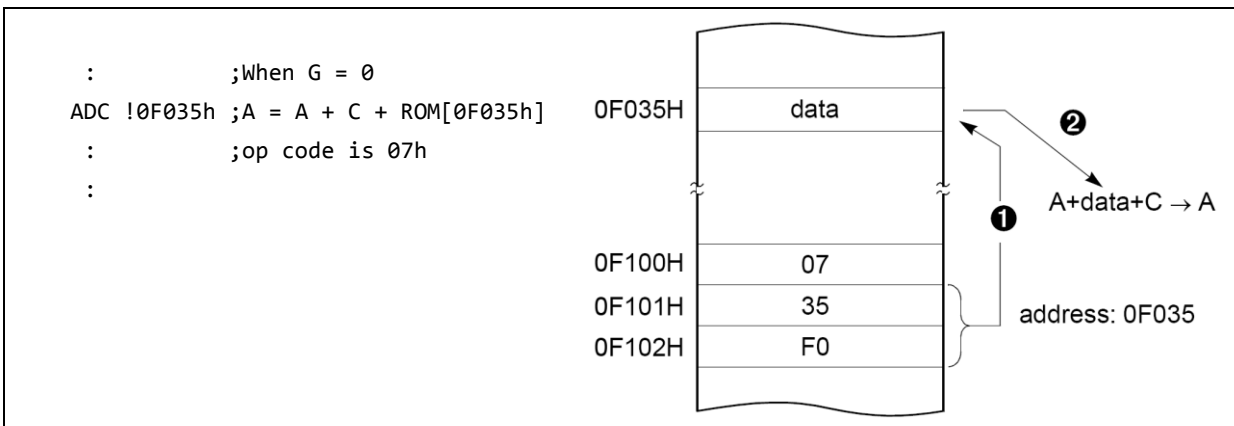 : ;When G = 0
ADC !0F035h ;A = A + C + ROM[0F035h]
: ;op code is 07h
:
0F035H data
❷
A+data+C → A
❶
0F100H 07
0F101H 35
address: 0F035
0F102H F0